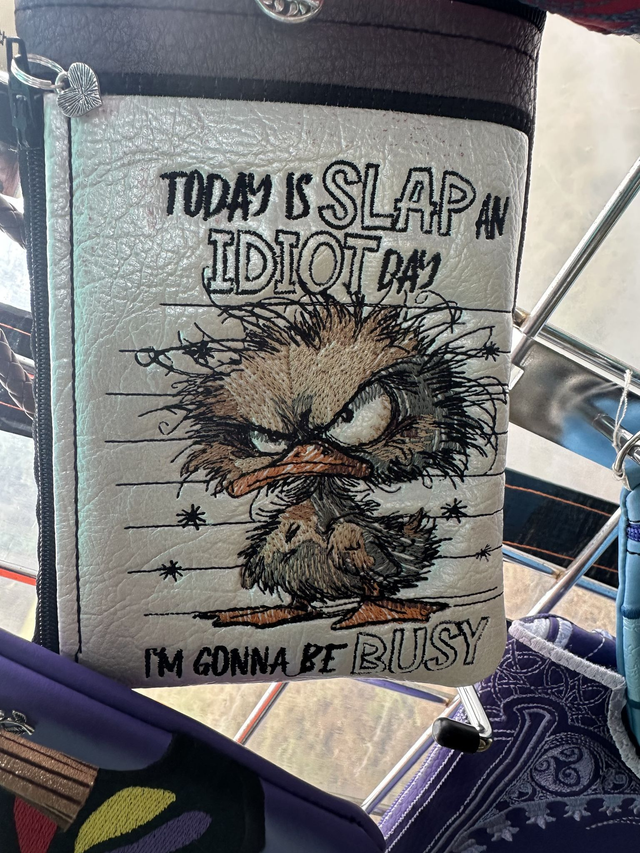 TODAY IS SLAP AN
IDIOT DAY
I'M GONNA BE BUSY